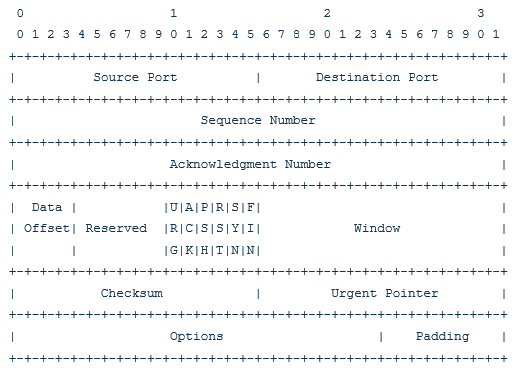 0                   1                   2                   3
 0 1 2 3 4 5 6 7 8 9 0 1 2 3 4 5 6 7 8 9 0 1 2 3 4 5 6 7 8 9 0 1
+-+-+-+-+-+-+-+-+-+-+-+-+-+-+-+-+-+-+-+-+-+-+-+-+-+-+-+-+-+-+-+-+
|          Source Port          |       Destination Port        |
+-+-+-+-+-+-+-+-+-+-+-+-+-+-+-+-+-+-+-+-+-+-+-+-+-+-+-+-+-+-+-+-+
|                        Sequence Number                        |
+-+-+-+-+-+-+-+-+-+-+-+-+-+-+-+-+-+-+-+-+-+-+-+-+-+-+-+-+-+-+-+-+
|                    Acknowledgment Number                      |
+-+-+-+-+-+-+-+-+-+-+-+-+-+-+-+-+-+-+-+-+-+-+-+-+-+-+-+-+-+-+-+-+
|  Data |           |U|A|P|R|S|F|                               |
| Offset| Reserved  |R|C|S|S|Y|I|            Window             |
|       |           |G|K|H|T|N|N|                               |
+-+-+-+-+-+-+-+-+-+-+-+-+-+-+-+-+-+-+-+-+-+-+-+-+-+-+-+-+-+-+-+-+
|           Checksum            |         Urgent Pointer        |
+-+-+-+-+-+-+-+-+-+-+-+-+-+-+-+-+-+-+-+-+-+-+-+-+-+-+-+-+-+-+-+-+
|                    Options                    |    Padding    |
+-+-+-+-+-+-+-+-+-+-+-+-+-+-+-+-+-+-+-+-+-+-+-+-+-+-+-+-+-+-+-+-+